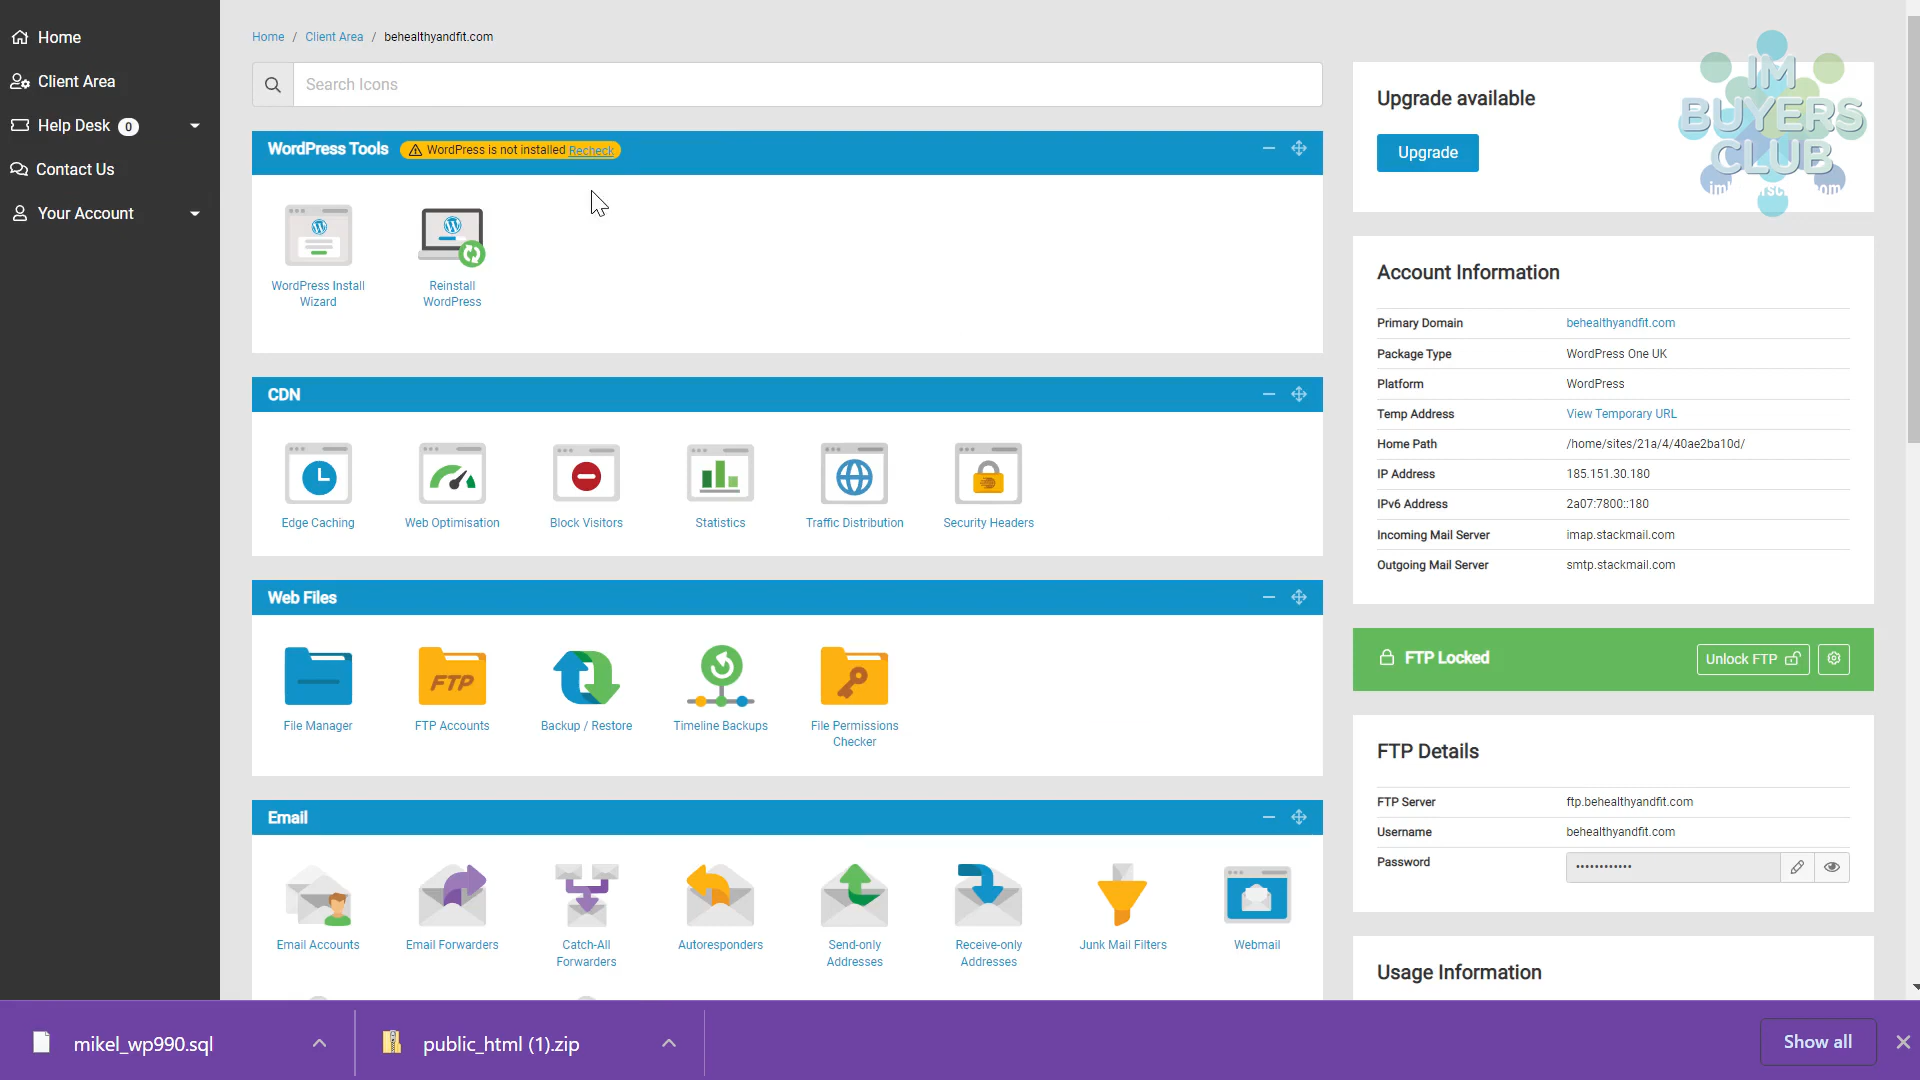 Home
Client Area
Help Desk 0
Contact Us
Your Account
Home / Client Area / behealthyandfit.com
Search Icons
WordPress Tools WordPress is not installed Recheck
WordPress Install
Wizard
Reinstall
WordPress
CDN
Edge Caching
Web Optimisation
Block Visitors
Statistics
Traffic Distribution
Security Headers
Web Files
FTP
File Manager
FTP Accounts
Backup / Restore
Timeline Backups
File Permissions
Checker
Email
Email Accounts
Email Forwarders
Catch-All
Forwarders
Autoresponders
Send-only
Addresses
Receive-only
Addresses
Junk Mail Filters
Webmail
Upgrade available
Upgrade
IM
BUYERS
CLUB
Account Information
Primary Domain behealthyandfit.com
Package Type WordPress One UK
Platform WordPress
Temp Address View Temporary URL
Home Path /home/sites/21a/4/40ae2ba10d/
IP Address 185.151.30.180
IPv6 Address 2a07:7800::180
Incoming Mail Server imap.stackmail.com
Outgoing Mail Server smtp.stackmail.com
FTP Locked
Unlock FTP
FTP Details
FTP Server ftp.behealthyandfit.com
Username behealthyandfit.com
Password ••••••••••••
Usage Information
mikel_wp990.sql
public_html (1).zip
Show all